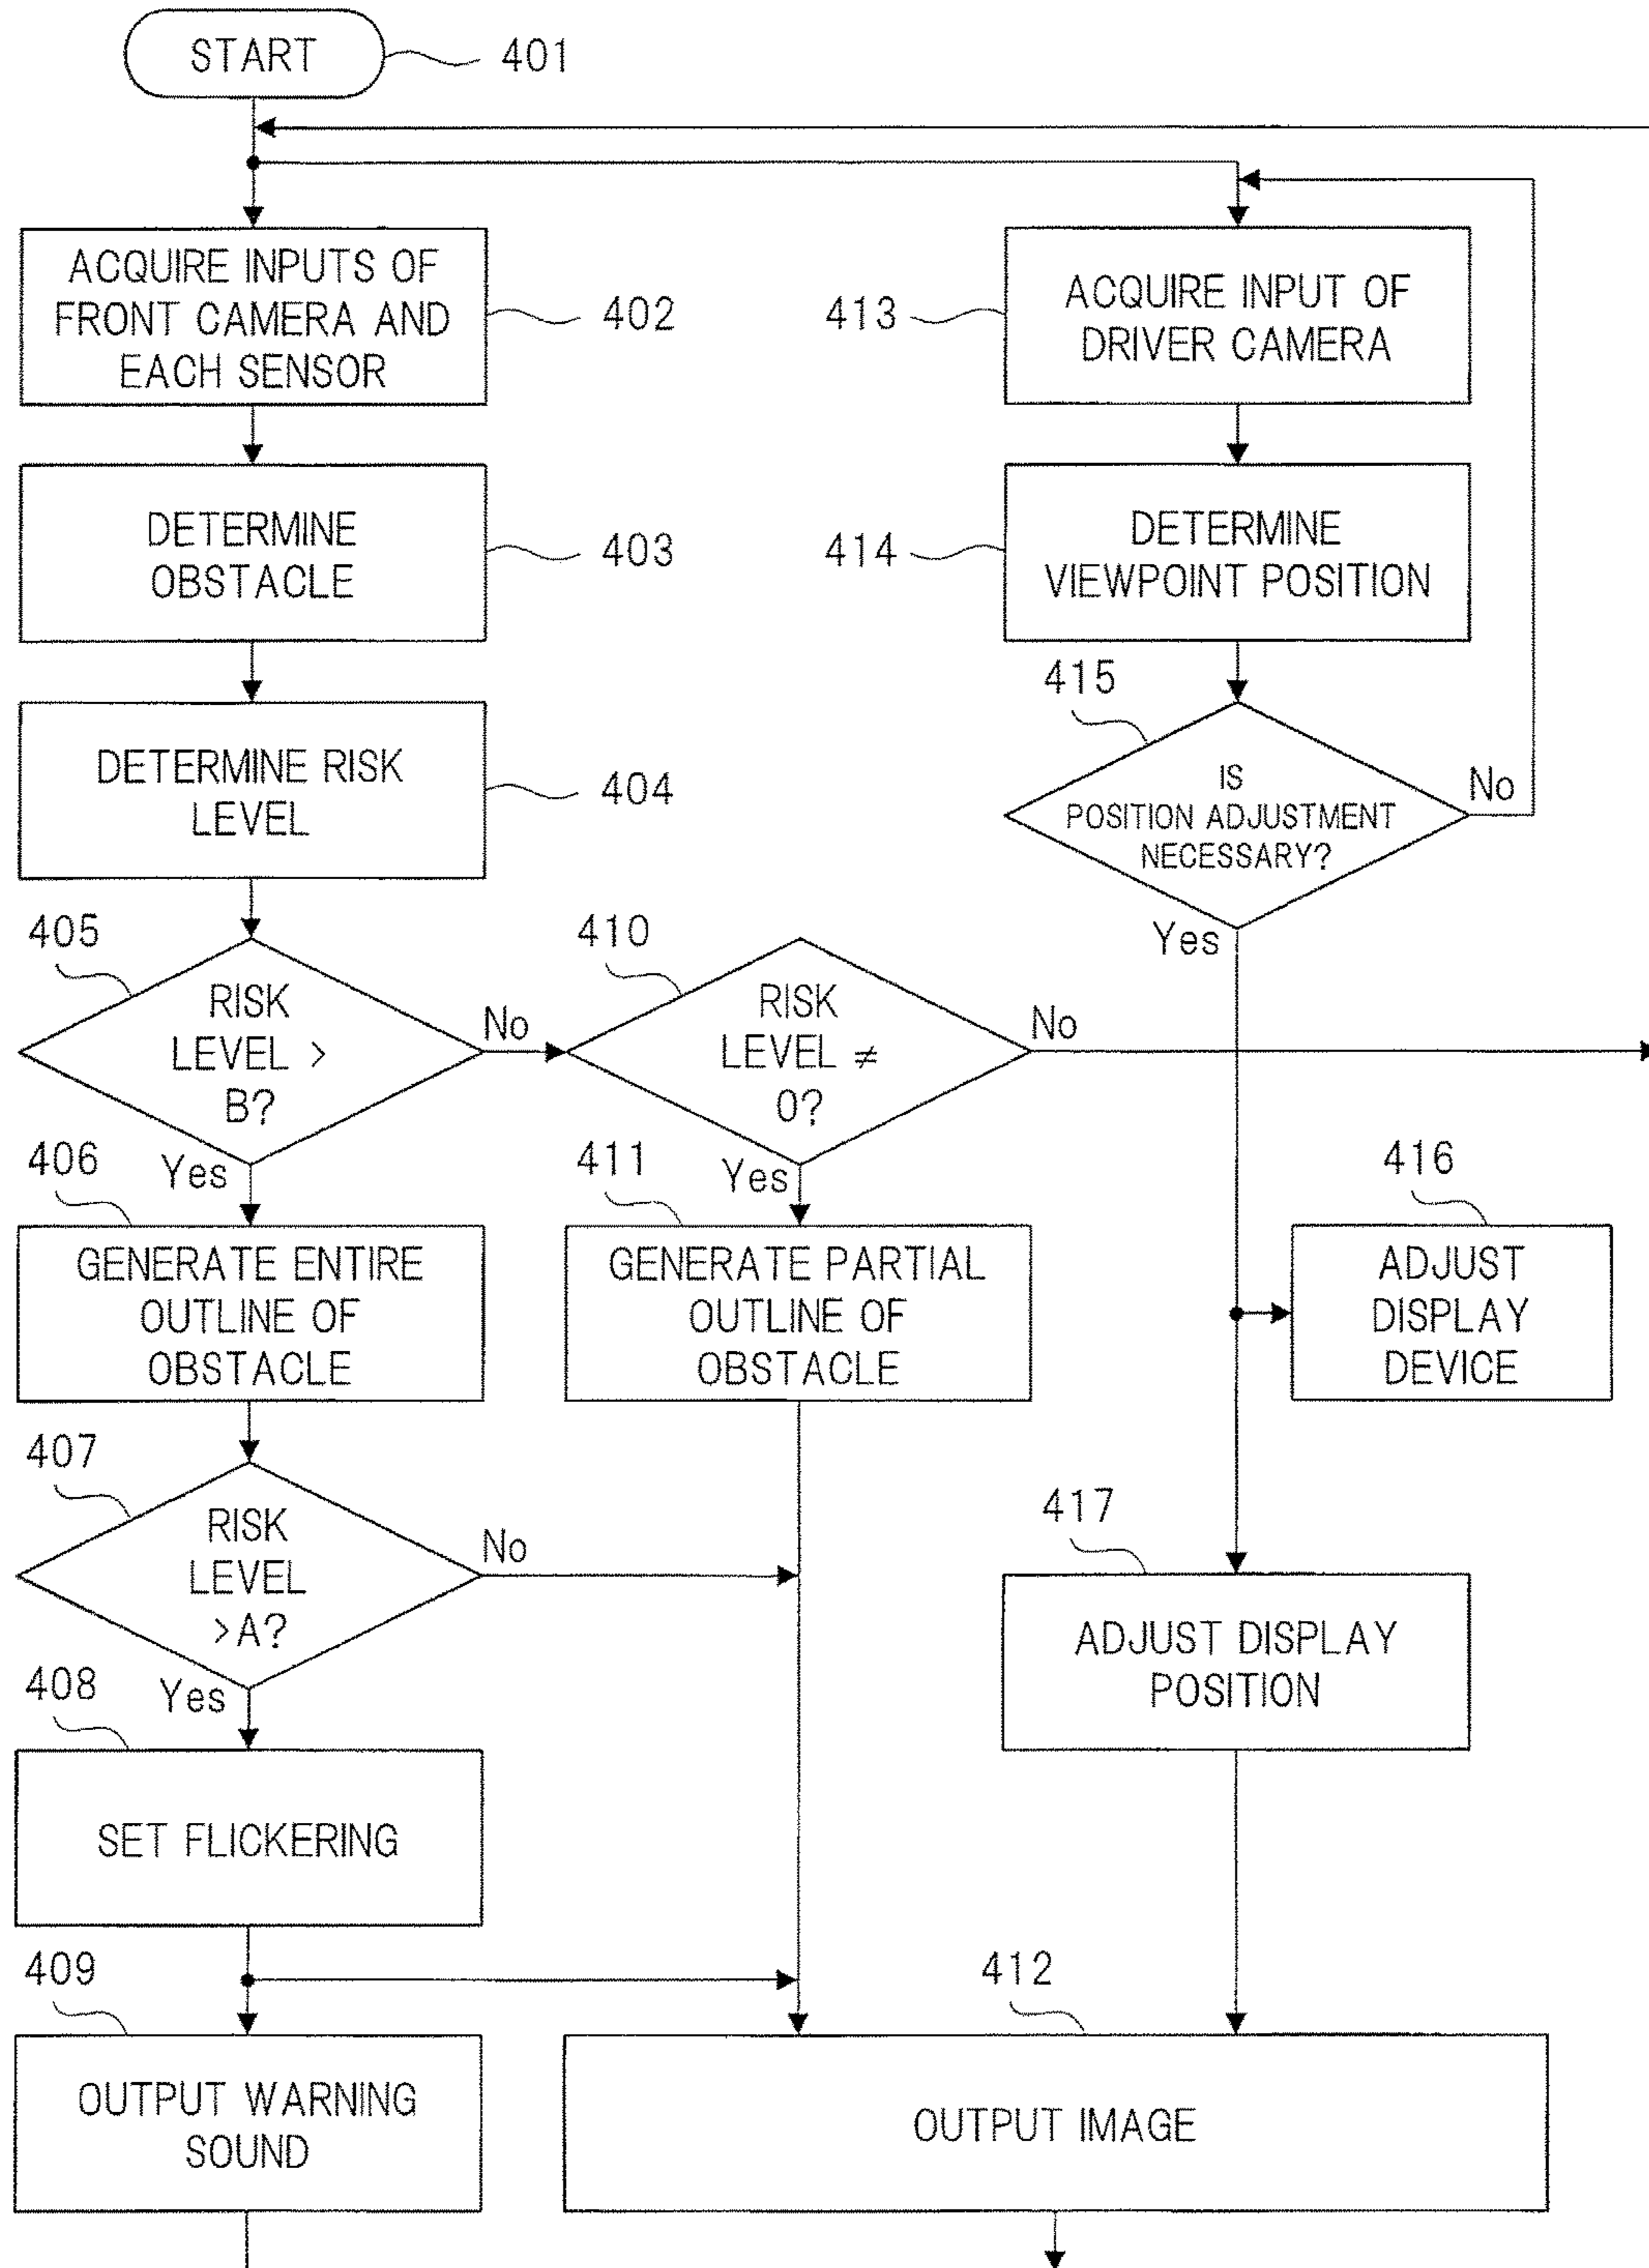 START
401
ACQUIRE INPUTS OF
FRONT CAMERA AND
EACH SENSOR
402
413
ACQUIRE INPUT OF
DRIVER CAMERA
DETERMINE
OBSTACLE
403
414
DETERMINE
VIEWPOINT POSITION
DETERMINE RISK
LEVEL
404
415
IS
POSITION ADJUSTMENT
NECESSARY?
No
Yes
405
RISK
LEVEL >
B?
No
Yes
410
RISK
LEVEL ≠
0?
No
Yes
406
GENERATE ENTIRE
OUTLINE OF
OBSTACLE
411
GENERATE PARTIAL
OUTLINE OF
OBSTACLE
416
ADJUST
DISPLAY
DEVICE
407
RISK
LEVEL
>A?
No
Yes
417
ADJUST DISPLAY
POSITION
408
SET FLICKERING
409
OUTPUT WARNING
SOUND
412
OUTPUT IMAGE